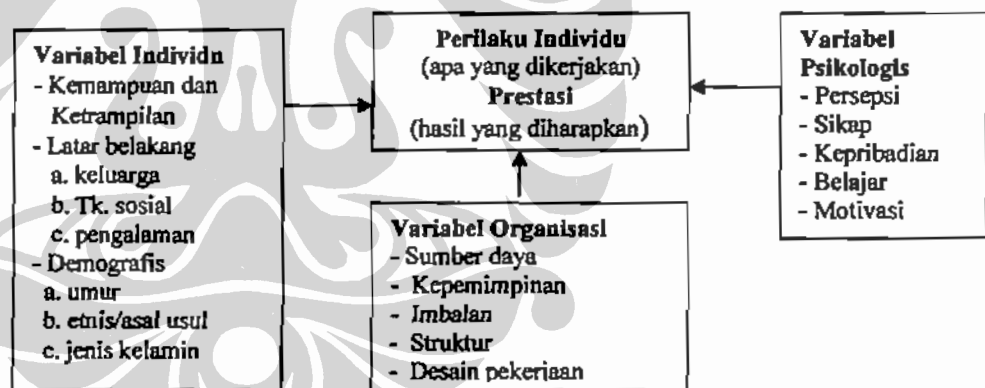 Variabel Individu
- Kemampuan dan
Ketrampilan
- Latar belakang
a. keluarga
b. Tk. sosial
c. pengalaman
- Demografis
a. umur
b. etnis/asal usul
c. jenis kelamin
Perilaku Individu
(apa yang dikerjakan)
Prestasi
(hasil yang diharapkan)
Variabel Organisasi
- Sumber daya
- Kepemimpinan
- Imbalan
- Struktur
- Desain pekerjaan
Variabel
Psikologis
- Persepsi
- Sikap
- Kepribadian
- Belajar
- Motivasi